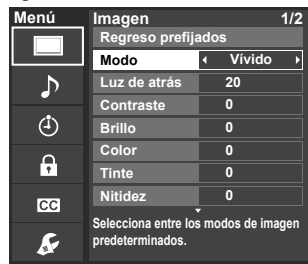 Menú
Imagen 1/2
Regreso prefijados
Modo Vívido
Luz de atrás 20
Contraste 0
Brillo 0
Color 0
Tinte 0
Nitidez 0
CC
Selecciona entre los modos de imagen
predeterminados.